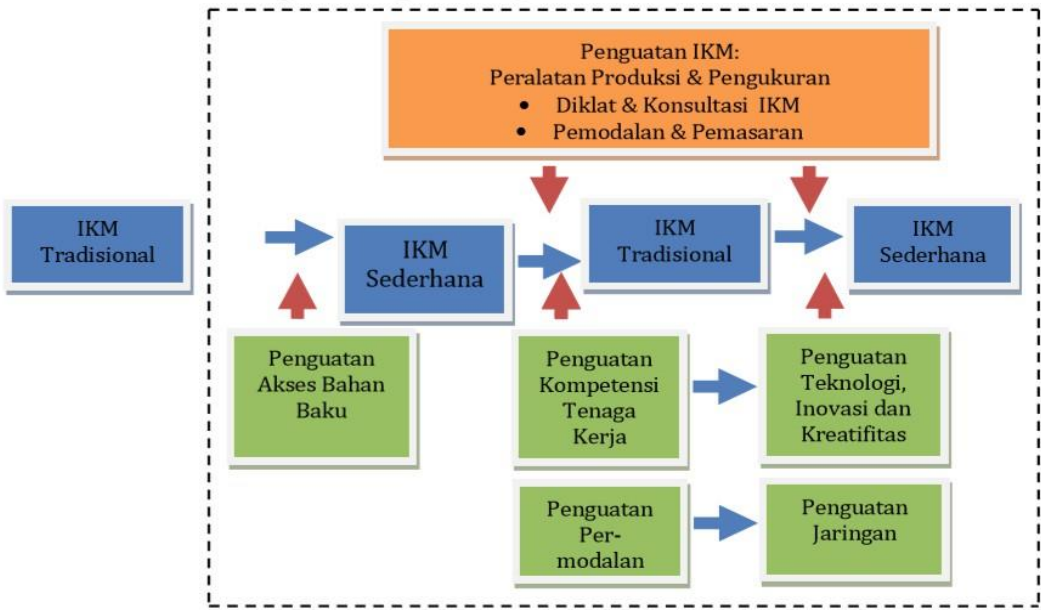 Penguatan IKM:
Peralatan Produksi & Pengukuran
• Diklat & Konsultasi IKM
• Pemodalan & Pemasaran
IKM
Tradisional
IKM
Sederhana
IKM
Tradisional
IKM
Sederhana
Penguatan
Akses Bahan
Baku
Penguatan
Kompetensi
Tenaga
Kerja
Penguatan
Teknologi,
Inovasi dan
Kreatifitas
Penguatan
Per-
modalan
Penguatan
Jaringan